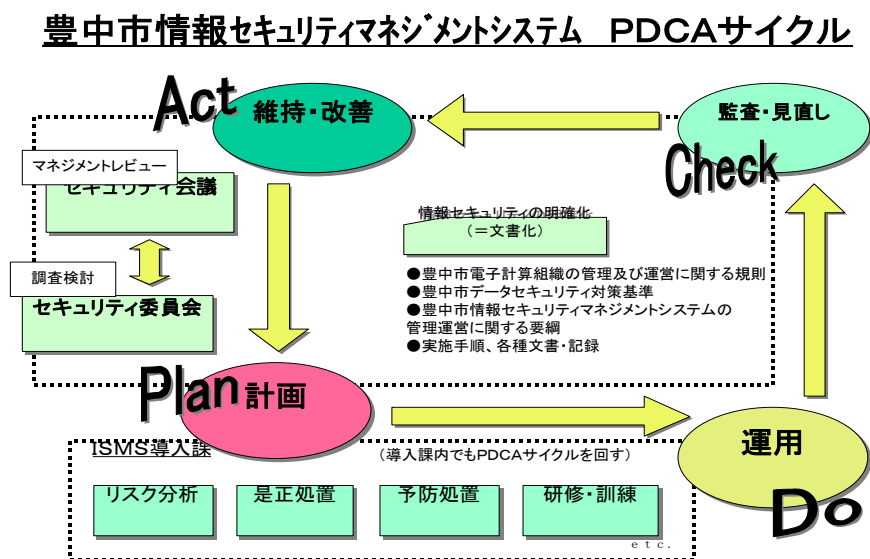 豊中市情報セキュリティマネジメントシステム　PDCAサイクル
Act
維持・改善
監査・見直し
Check
マネジメントレビュー
セキュリティ会議
情報セキュリティの明確化
（＝文書化）
調査検討
セキュリティ委員会
●豊中市電子計算組織の管理及び運営に関する規則
●豊中市データセキュリティ対策基準
●豊中市情報セキュリティマネジメントシステムの
管理運営に関する要綱
●実施手順、各種文書・記録
Plan
計画
運用
Do
ISMS導入課
（導入課内でもPDCAサイクルを回す）
リスク分析
是正処置
予防処置
研修・訓練
etc.